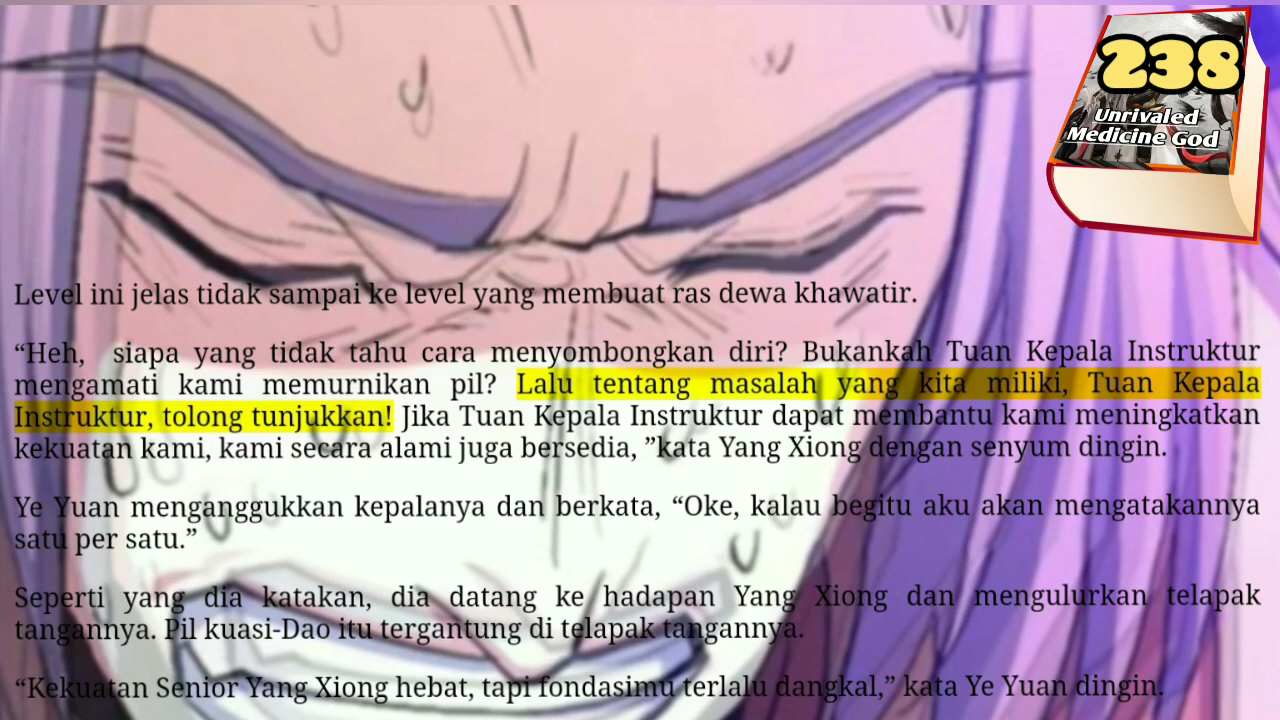 238
Unrivaled
Medicine God
Level ini jelas tidak sampai ke level yang membuat ras dewa khawatir.
“Heh,  siapa yang tidak tahu cara menyombongkan diri? Bukankah Tuan Kepala Instruktur
mengamati kami memurnikan pil? Lalu tentang masalah yang kita miliki, Tuan Kepala
Instruktur, tolong tunjukkan! Jika Tuan Kepala Instruktur dapat membantu kami meningkatkan
kekuatan kami, kami secara alami juga bersedia, ”kata Yang Xiong dengan senyum dingin.
Ye Yuan menganggukkan kepalanya dan berkata, “Oke, kalau begitu aku akan mengatakannya
satu per satu.”
Seperti yang dia katakan, dia datang ke hadapan Yang Xiong dan mengulurkan telapak
tangannya. Pil kuasi-Dao itu tergantung di telapak tangannya.
“Kekuatan Senior Yang Xiong hebat, tapi fondasimu terlalu dangkal,” kata Ye Yuan dingin.